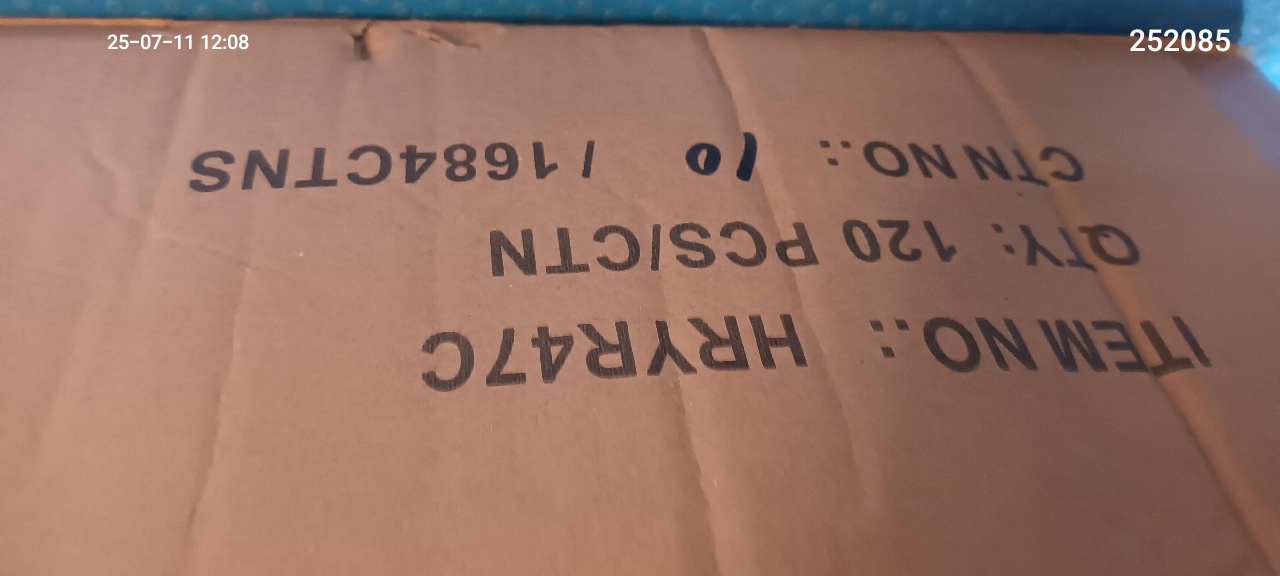 25-07-11 12:08
252085
ITEM NO.: HRYR47C
QTY: 120 PCS/CTN
CTN NO.: 10 / 1684CTNS